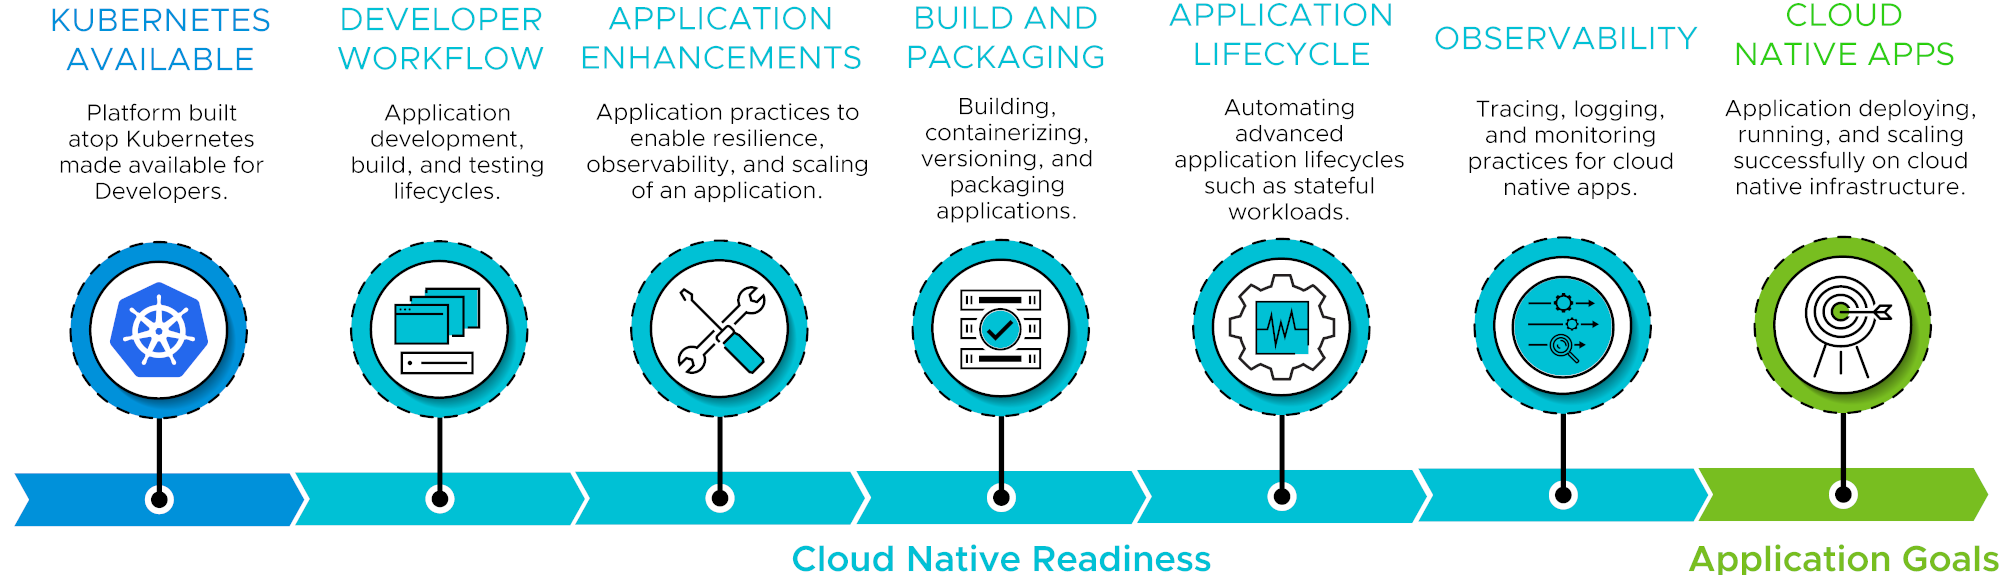 KUBERNETES
AVAILABLE
Platform built
atop Kubernetes
made available for
Developers.
DEVELOPER
WORKFLOW
Application
development,
build, and testing
lifecycles.
APPLICATION
ENHANCEMENTS
Application practices to
enable resilience,
observability, and scaling
of an application.
BUILD AND
PACKAGING
Building,
containerizing,
versioning, and
packaging
applications.
APPLICATION
LIFECYCLE
Automating
advanced
application lifecycles
such as stateful
workloads.
OBSERVABILITY
Tracing, logging,
and monitoring
practices for cloud
native apps.
CLOUD
NATIVE APPS
Application deploying,
running, and scaling
successfully on cloud
native infrastructure.
Cloud Native Readiness
Application Goals